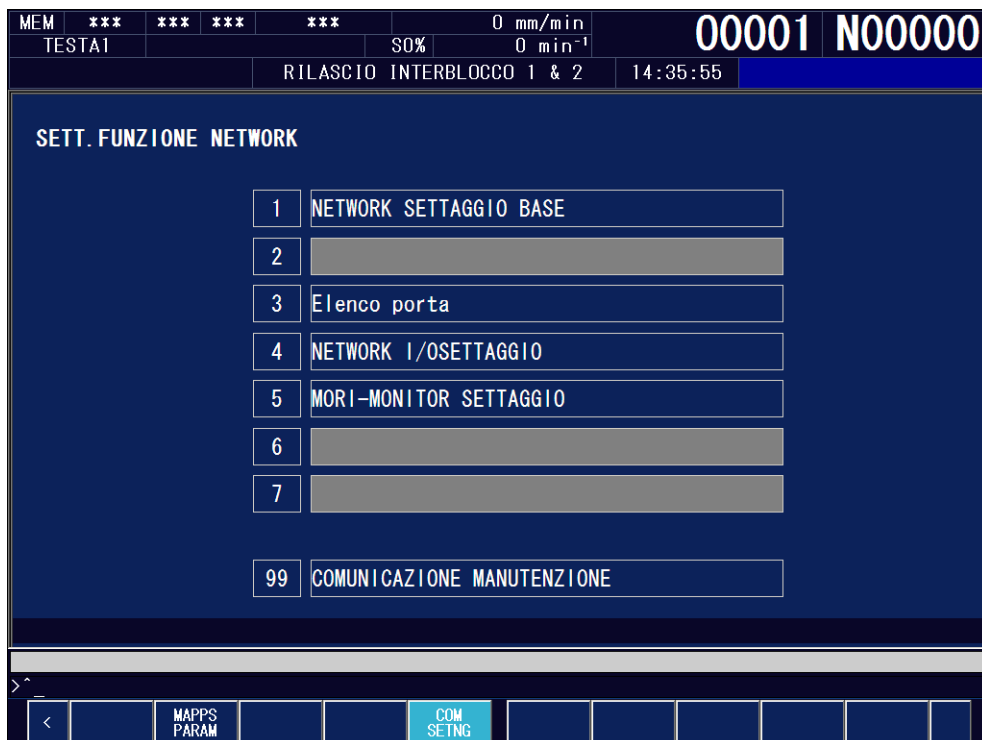 MEM *** *** *** *** 0 mm/min 00001 N00000
TESTA1 S0% 0 min⁻¹
RILASCIO INTERBLOCCO 1 & 2 14:35:55
SETT.FUNZIONE NETWORK
1 NETWORK SETTAGGIO BASE
2
3 Elenco porta
4 NETWORK I/OSETTAGGIO
5 MORI-MONITOR SETTAGGIO
6
7
99 COMUNICAZIONE MANUTENZIONE
>^_
< MAPPS COM
PARAM SETNG